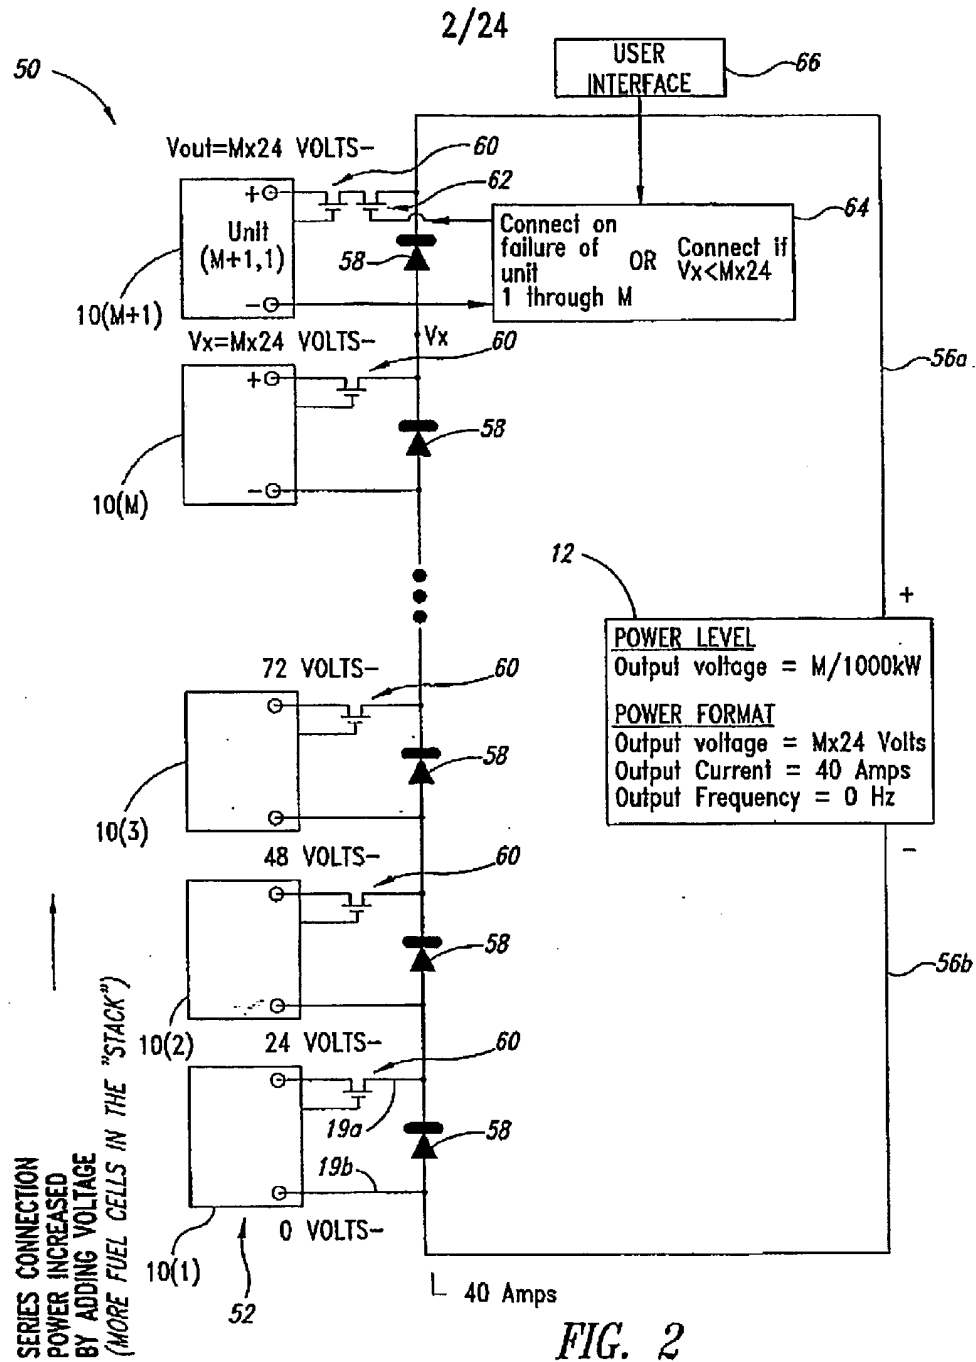 2/24
50
USER
INTERFACE
66
Vout=Mx24 VOLTS-
60
62
64
+
Unit
(M+1,1)
-
58
Connect on
failure of
unit
1 through M
OR
Connect if
Vx<Mx24
10(M+1)
Vx=Mx24 VOLTS-
Vx
60
56a
+
58
10(M)
-
12
+
POWER LEVEL
Output voltage = M/1000kW
POWER FORMAT
Output voltage = Mx24 Volts
Output Current = 40 Amps
Output Frequency = 0 Hz
-
72 VOLTS-
60
58
10(3)
48 VOLTS-
60
58
56b
10(2)
24 VOLTS-
60
19a
58
19b
0 VOLTS-
10(1)
52
40 Amps
SERIES CONNECTION
POWER INCREASED
BY ADDING VOLTAGE
(MORE FUEL CELLS IN THE "STACK")
FIG. 2